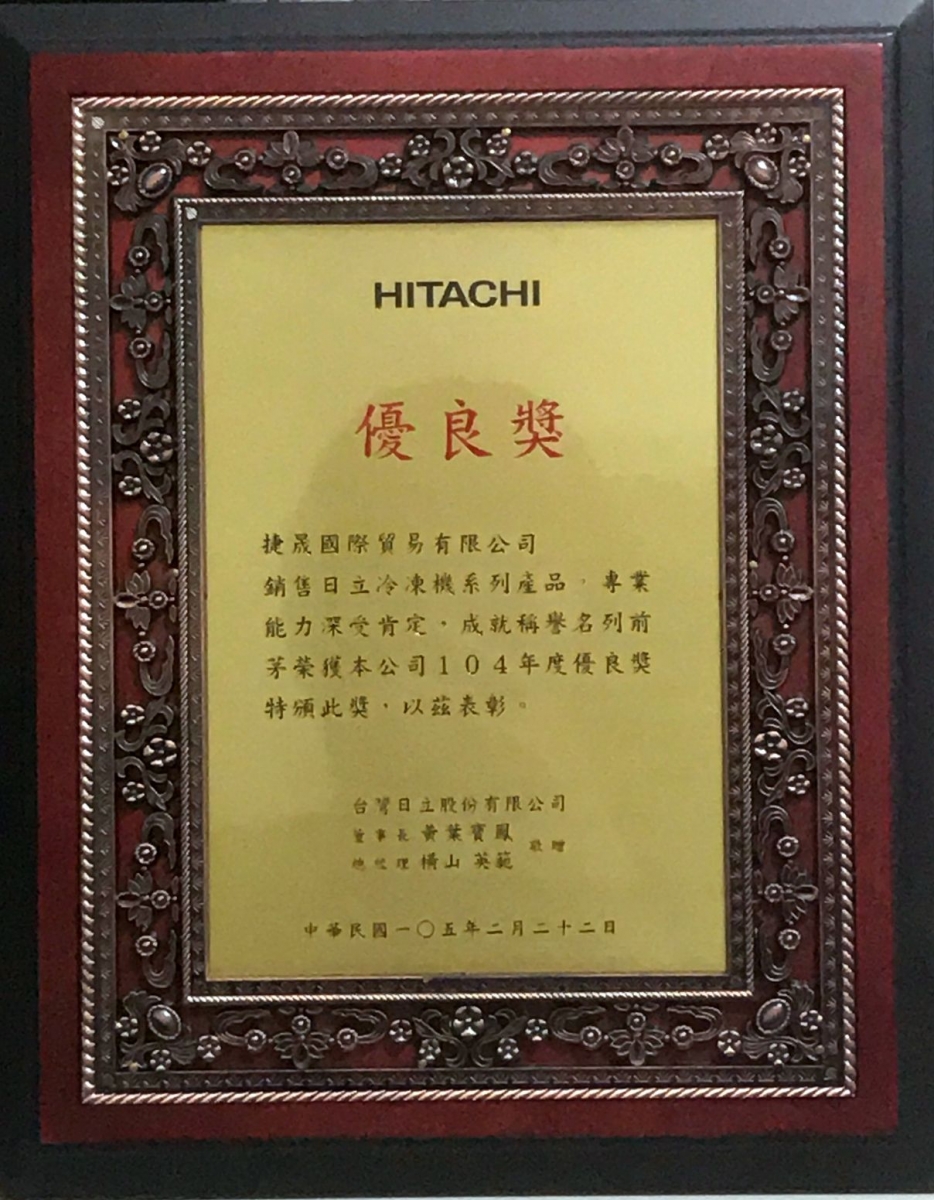 HITACHI
優良獎
捷晟國際貿易有限公司
銷售日立冷凍機系列產品，專業
能力深受肯定，成就稱譽名列前
茅榮獲本公司104年度優良獎
特頒此獎，以茲表彰。
台灣日立股份有限公司
董事長 黃葉寶鳳
總經理 橫山 英範
敬贈
中華民國一〇五年二月二十二日